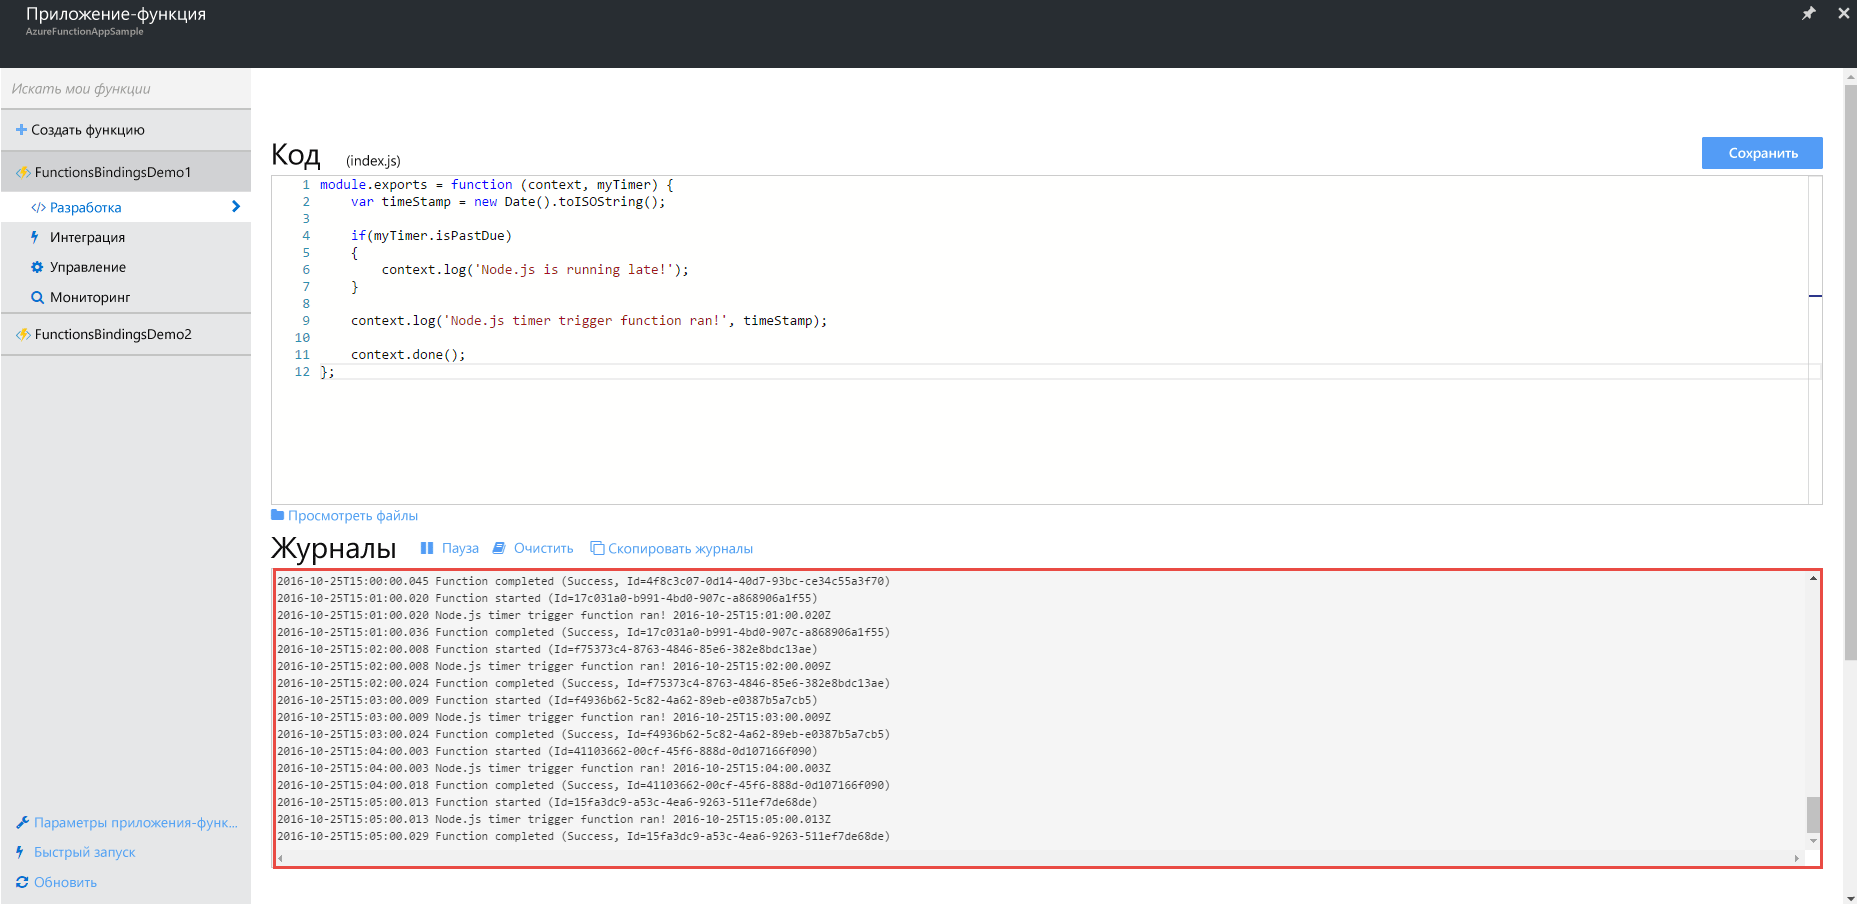 Приложение-функция
AzureFunctionAppSample
Искать мои функции
Создать функцию
FunctionsBindingsDemo1
Разработка
Интеграция
Управление
Мониторинг
FunctionsBindingsDemo2
Параметры приложения-функ...
Быстрый запуск
Обновить
Код (index.js)
Сохранить
1 module.exports = function (context, myTimer) {
2     var timeStamp = new Date().toISOString();
3
4     if(myTimer.isPastDue)
5     {
6         context.log('Node.js is running late!');
7     }
8
9     context.log('Node.js timer trigger function ran!', timeStamp);
10
11     context.done();
12 };
Просмотреть файлы
Журналы Пауза Очистить Скопировать журналы
2016-10-25T15:00:00.045 Function completed (Success, Id=4f8c3c07-0d14-40d7-93bc-ce34c55a3f70)
2016-10-25T15:01:00.020 Function started (Id=17c031a0-b991-4bd0-907c-a868906a1f55)
2016-10-25T15:01:00.020 Node.js timer trigger function ran! 2016-10-25T15:01:00.020Z
2016-10-25T15:01:00.036 Function completed (Success, Id=17c031a0-b991-4bd0-907c-a868906a1f55)
2016-10-25T15:02:00.008 Function started (Id=f75373c4-8763-4846-85e6-382e8bdc13ae)
2016-10-25T15:02:00.008 Node.js timer trigger function ran! 2016-10-25T15:02:00.009Z
2016-10-25T15:02:00.024 Function completed (Success, Id=f75373c4-8763-4846-85e6-382e8bdc13ae)
2016-10-25T15:03:00.009 Function started (Id=f4936b62-5c82-4a62-89eb-e0387b5a7cb5)
2016-10-25T15:03:00.009 Node.js timer trigger function ran! 2016-10-25T15:03:00.009Z
2016-10-25T15:03:00.024 Function completed (Success, Id=f4936b62-5c82-4a62-89eb-e0387b5a7cb5)
2016-10-25T15:04:00.003 Function started (Id=41103662-00cf-45f6-888d-0d107166f090)
2016-10-25T15:04:00.003 Node.js timer trigger function ran! 2016-10-25T15:04:00.003Z
2016-10-25T15:04:00.018 Function completed (Success, Id=41103662-00cf-45f6-888d-0d107166f090)
2016-10-25T15:05:00.013 Function started (Id=15fa3dc9-a53c-4ea6-9263-511ef7de68de)
2016-10-25T15:05:00.013 Node.js timer trigger function ran! 2016-10-25T15:05:00.013Z
2016-10-25T15:05:00.029 Function completed (Success, Id=15fa3dc9-a53c-4ea6-9263-511ef7de68de)